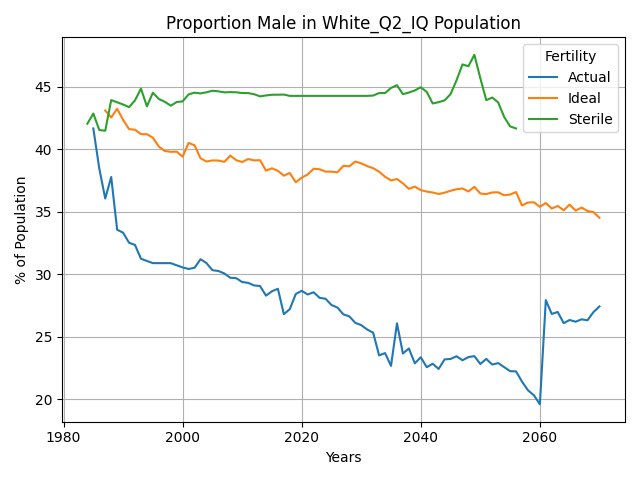 Proportion Male in White_Q2_IQ Population
% of Population
45
40
35
30
25
20
1980
2000
2020
2040
2060
Years
Fertility
Actual
Ideal
Sterile